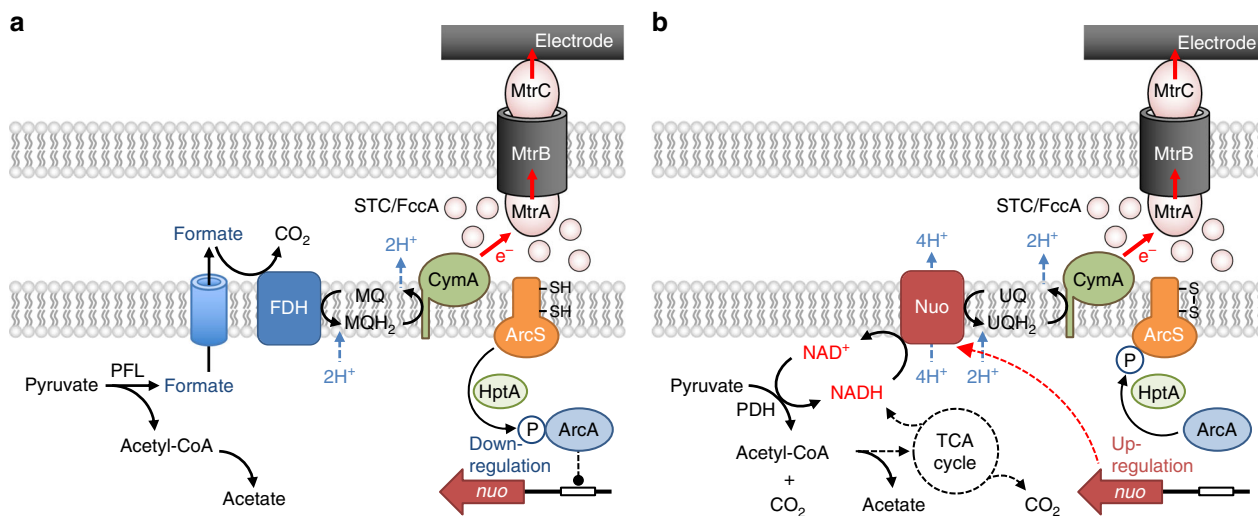 a
Electrode
MtrC
MtrB
MtrA
STC/FccA
e⁻
Formate
CO₂
2H⁺
CymA
FDH
MQ
MQH₂
2H⁺
SH
SH
ArcS
Pyruvate
PFL
Formate
HptA
P
ArcA
Acetyl-CoA
Acetate
Down-
regulation
nuo
b
Electrode
MtrC
MtrB
MtrA
STC/FccA
e⁻
4H⁺
2H⁺
CymA
Nuo
UQ
UQH₂
4H⁺
2H⁺
S
S
ArcS
P
NAD⁺
NADH
Pyruvate
PDH
HptA
ArcA
Acetyl-CoA
+
CO₂
Acetate
TCA
cycle
CO₂
Up-
regulation
nuo